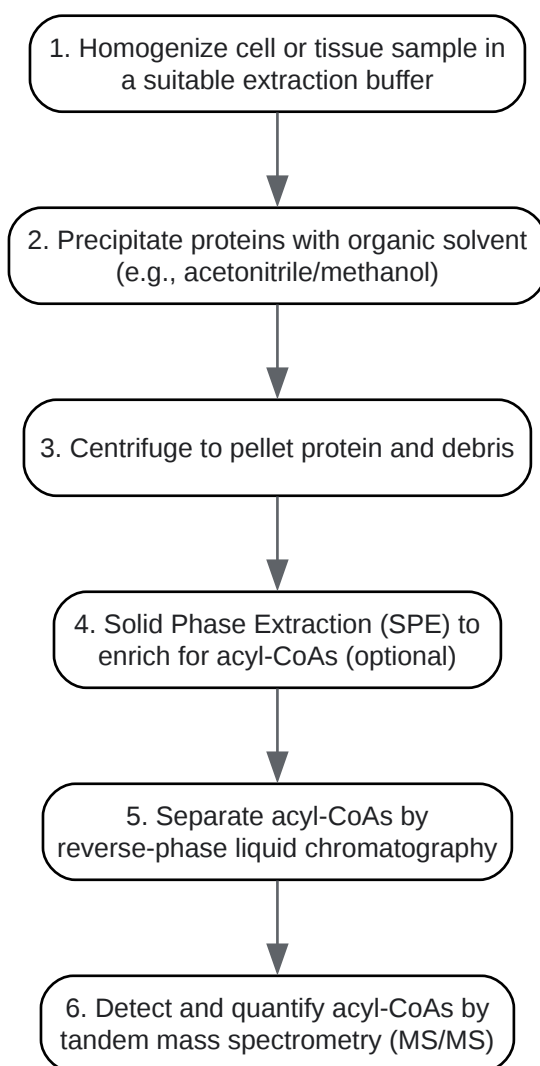 1. Homogenize cell or tissue sample in
a suitable extraction buffer
2. Precipitate proteins with organic solvent
(e.g., acetonitrile/methanol)
3. Centrifuge to pellet protein and debris
4. Solid Phase Extraction (SPE) to
enrich for acyl-CoAs (optional)
5. Separate acyl-CoAs by
reverse-phase liquid chromatography
6. Detect and quantify acyl-CoAs by
tandem mass spectrometry (MS/MS)